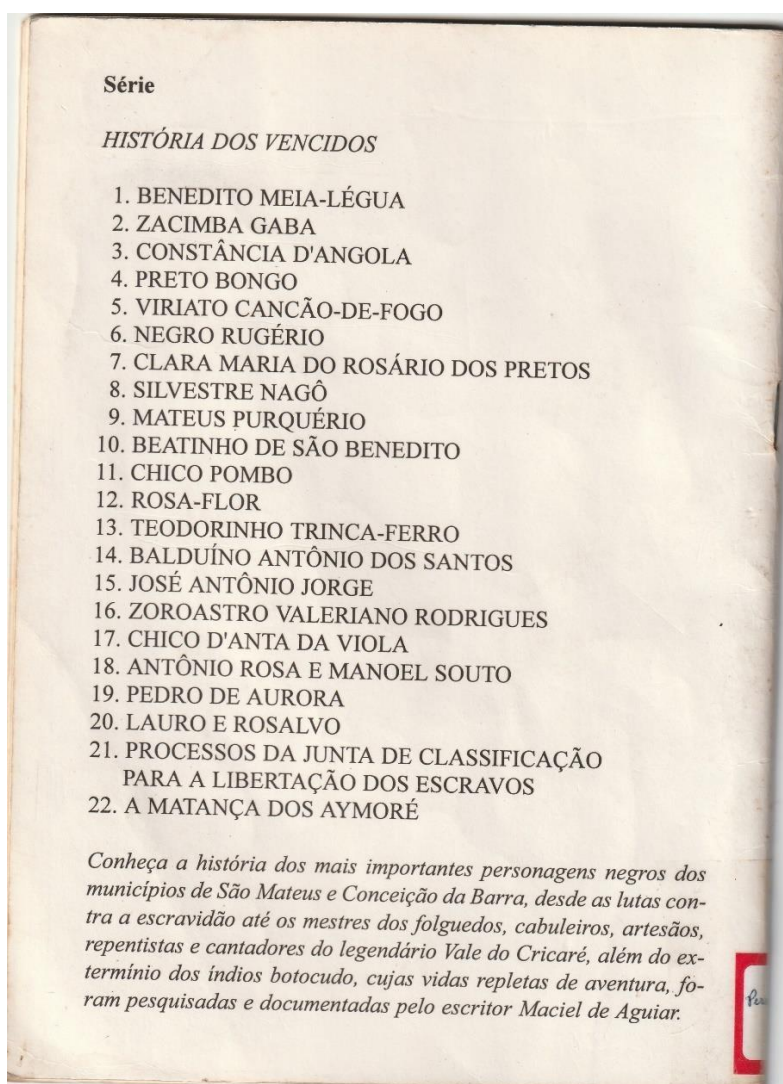 Série
HISTÓRIA DOS VENCIDOS
1. BENEDITO MEIA-LÉGUA
2. ZACIMBA GABA
3. CONSTÂNCIA D'ANGOLA
4. PRETO BONGO
5. VIRIATO CANCÃO-DE-FOGO
6. NEGRO RUGÉRIO
7. CLARA MARIA DO ROSÁRIO DOS PRETOS
8. SILVESTRE NAGÔ
9. MATEUS PURQUÉRIO
10. BEATINHO DE SÃO BENEDITO
11. CHICO POMBO
12. ROSA-FLOR
13. TEODORINHO TRINCA-FERRO
14. BALDUÍNO ANTÔNIO DOS SANTOS
15. JOSÉ ANTÔNIO JORGE
16. ZOROASTRO VALERIANO RODRIGUES
17. CHICO D'ANTA DA VIOLA
18. ANTÔNIO ROSA E MANOEL SOUTO
19. PEDRO DE AURORA
20. LAURO E ROSALVO
21. PROCESSOS DA JUNTA DE CLASSIFICAÇÃO
PARA A LIBERTAÇÃO DOS ESCRAVOS
22. A MATANÇA DOS AYMORÉ
Conheça a história dos mais importantes personagens negros dos
municípios de São Mateus e Conceição da Barra, desde as lutas con-
tra a escravidão até os mestres dos folguedos, cabuleiros, artesãos,
repentistas e cantadores do legendário Vale do Cricaré, além do ex-
termínio dos índios botocudo, cujas vidas repletas de aventura, fo-
ram pesquisadas e documentadas pelo escritor Maciel de Aguiar.